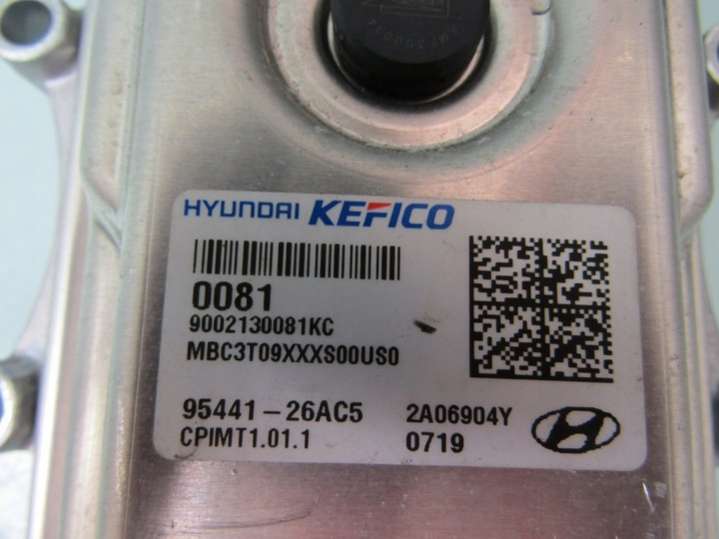 HYUNDAI KEFICO
0081
9002130081KC
MBC3T09XXXS00US0
95441-26AC5 2A06904Y
CPIMT1.01.1 0719